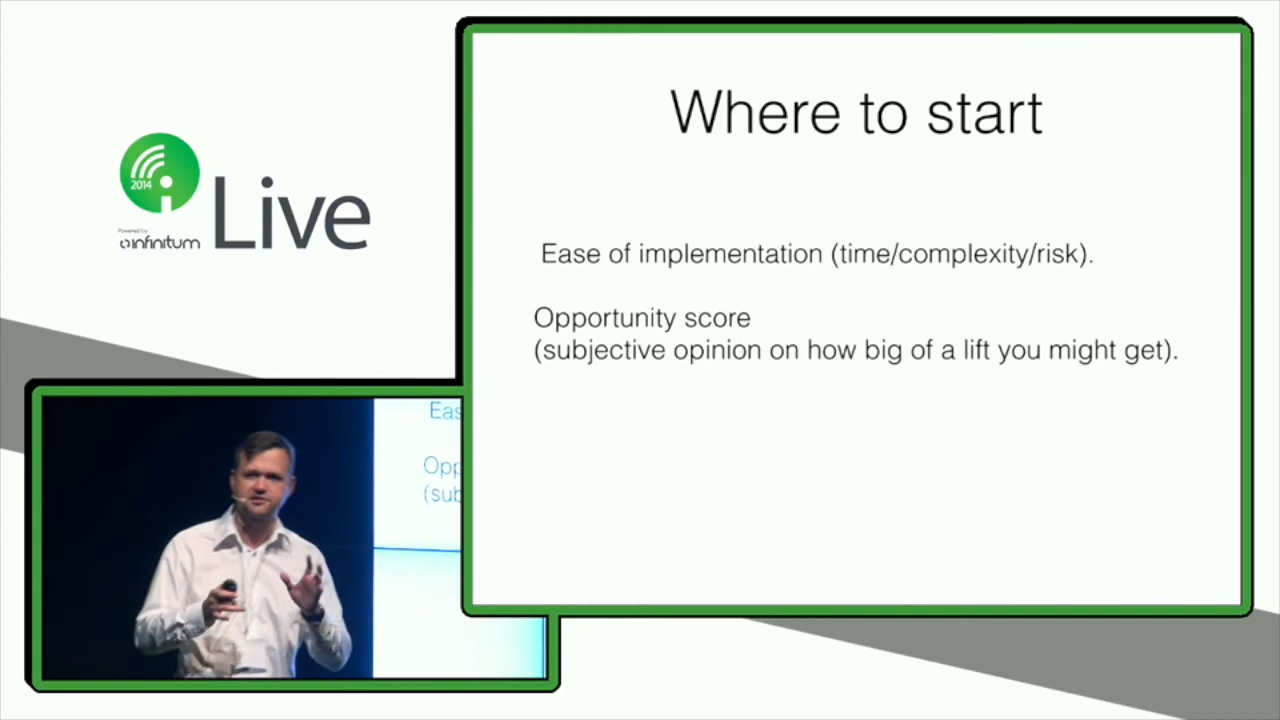 Where to start
2014
Live
Powered by:
infinitum
Ease of implementation (time/complexity/risk).
Opportunity score
(subjective opinion on how big of a lift you might get).
Eas
Opp
(sub